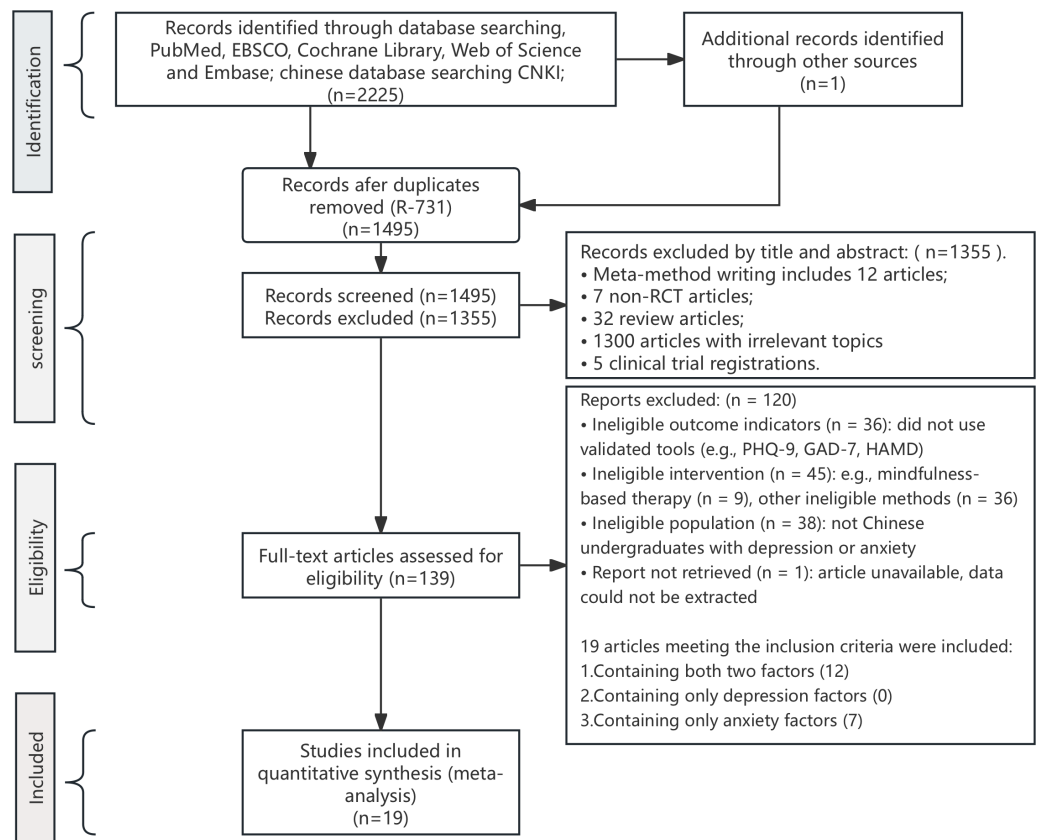 Identification
Records identified through database searching,
PubMed, EBSCO, Cochrane Library, Web of Science
and Embase; chinese database searching CNKI;
(n=2225)
Additional records identified
through other sources
(n=1)
Records afer duplicates
removed (R-731)
(n=1495)
screening
Records screened (n=1495)
Records excluded (n=1355)
Records excluded by title and abstract: ( n=1355 ).
• Meta-method writing includes 12 articles;
• 7 non-RCT articles;
• 32 review articles;
• 1300 articles with irrelevant topics
• 5 clinical trial registrations.
Eligibility
Full-text articles assessed for
eligibility (n=139)
Reports excluded: (n = 120)
• Ineligible outcome indicators (n = 36): did not use
validated tools (e.g., PHQ-9, GAD-7, HAMD)
• Ineligible intervention (n = 45): e.g., mindfulness-
based therapy (n = 9), other ineligible methods (n = 36)
• Ineligible population (n = 38): not Chinese
undergraduates with depression or anxiety
• Report not retrieved (n = 1): article unavailable, data
could not be extracted
19 articles meeting the inclusion criteria were included:
1.Containing both two factors (12)
2.Containing only depression factors (0)
3.Containing only anxiety factors (7)
Included
Studies included in
quantitative synthesis (meta-
analysis)
(n=19)